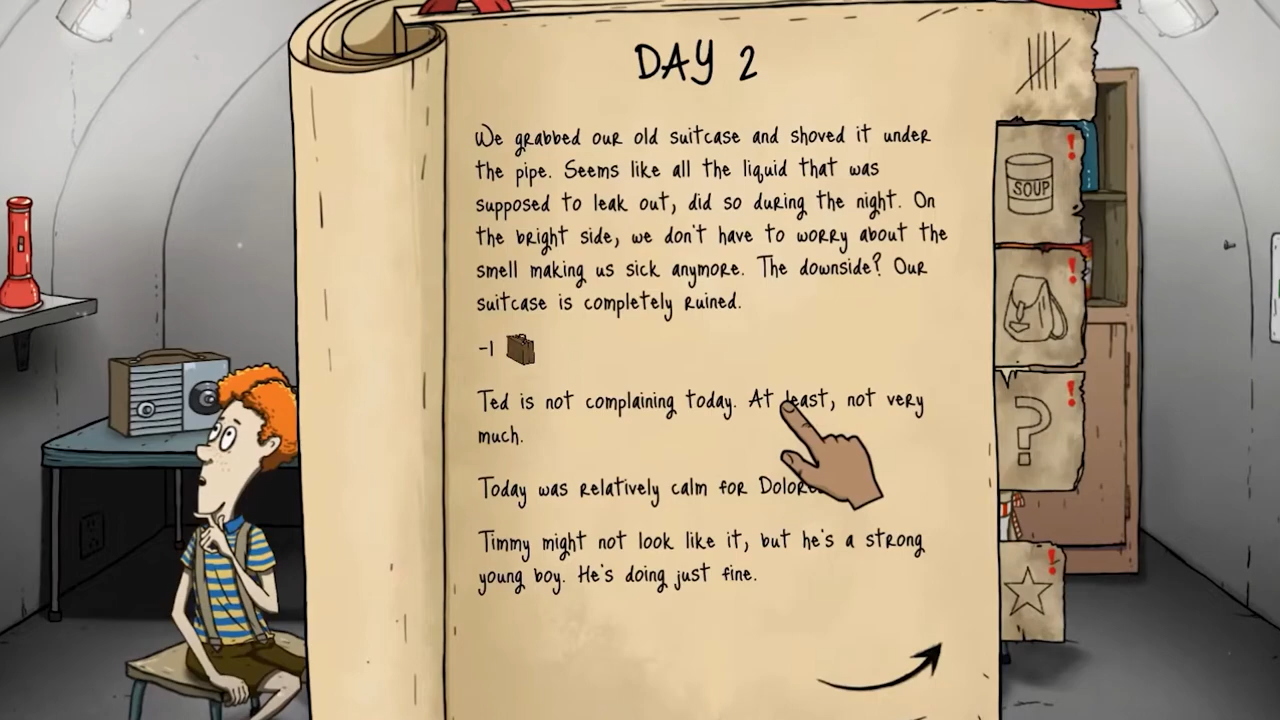 DAY 2
We grabbed our old suitcase and shoved it under
the pipe. Seems like all the liquid that was
supposed to leak out, did so during the night. On
the bright side, we don't have to worry about the
smell making us sick anymore. The downside? Our
suitcase is completely ruined.
-1
Ted is not complaining today. At least, not very
much.
Today was relatively calm for
Timmy might not look like it, but he's a strong
young boy. He's doing just fine.
SOUP
!
!
?
!
!